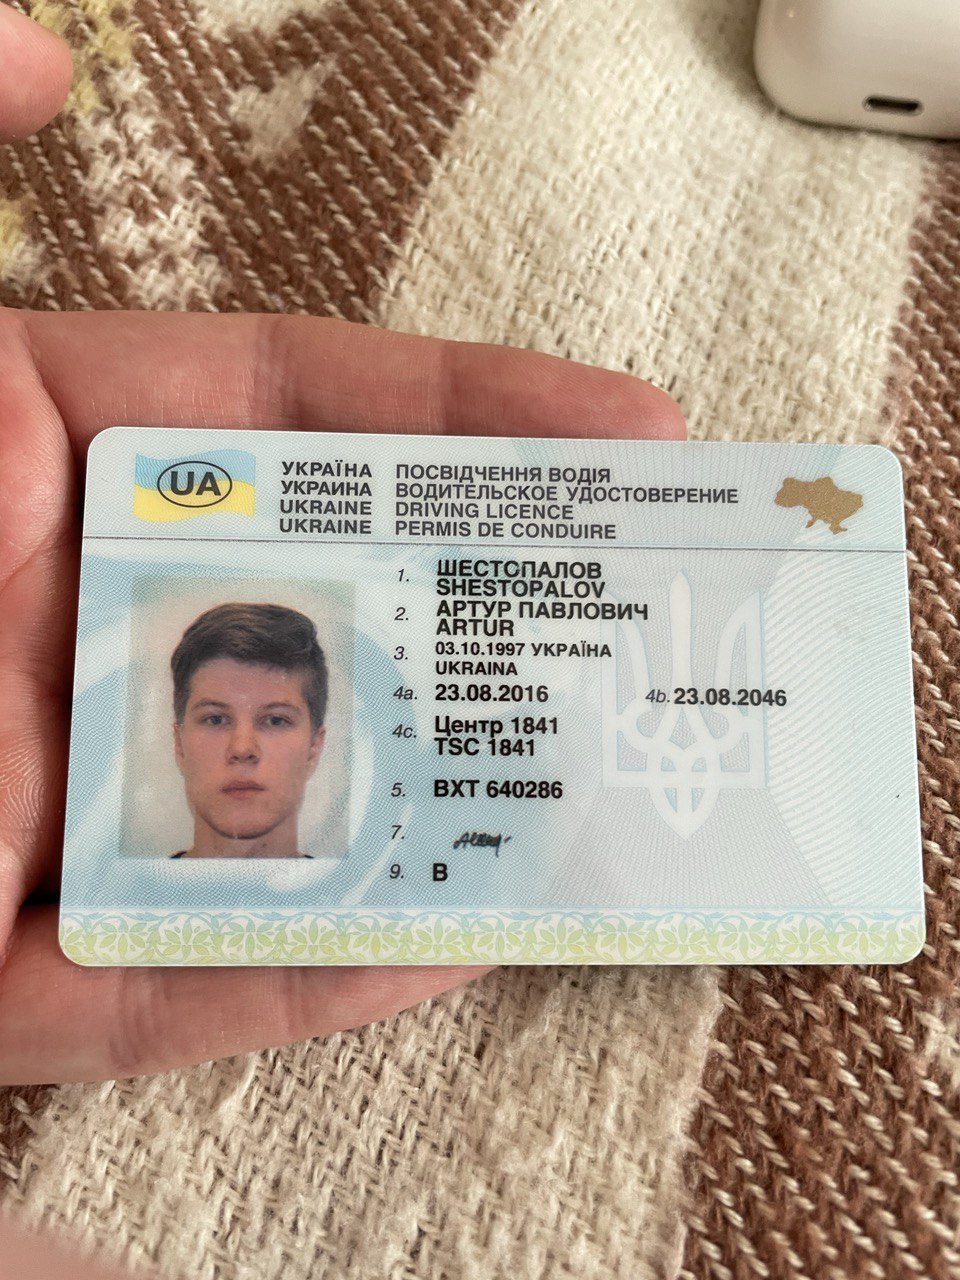 UA
УКРАЇНА ПОСВІДЧЕННЯ ВОДІЯ
УКРАИНА ВОДИТЕЛЬСКОЕ УДОСТОВЕРЕНИЕ
UKRAINE DRIVING LICENCE
UKRAINE PERMIS DE CONDUIRE
1. ШЕСТОПАЛОВ
SHESTOPALOV
2. АРТУР ПАВЛОВИЧ
ARTUR
3. 03.10.1997 УКРАЇНА
UKRAINA
4a. 23.08.2016 4b. 23.08.2046
4c. Центр 1841
TSC 1841
5. BXT 640286
7.
9. B